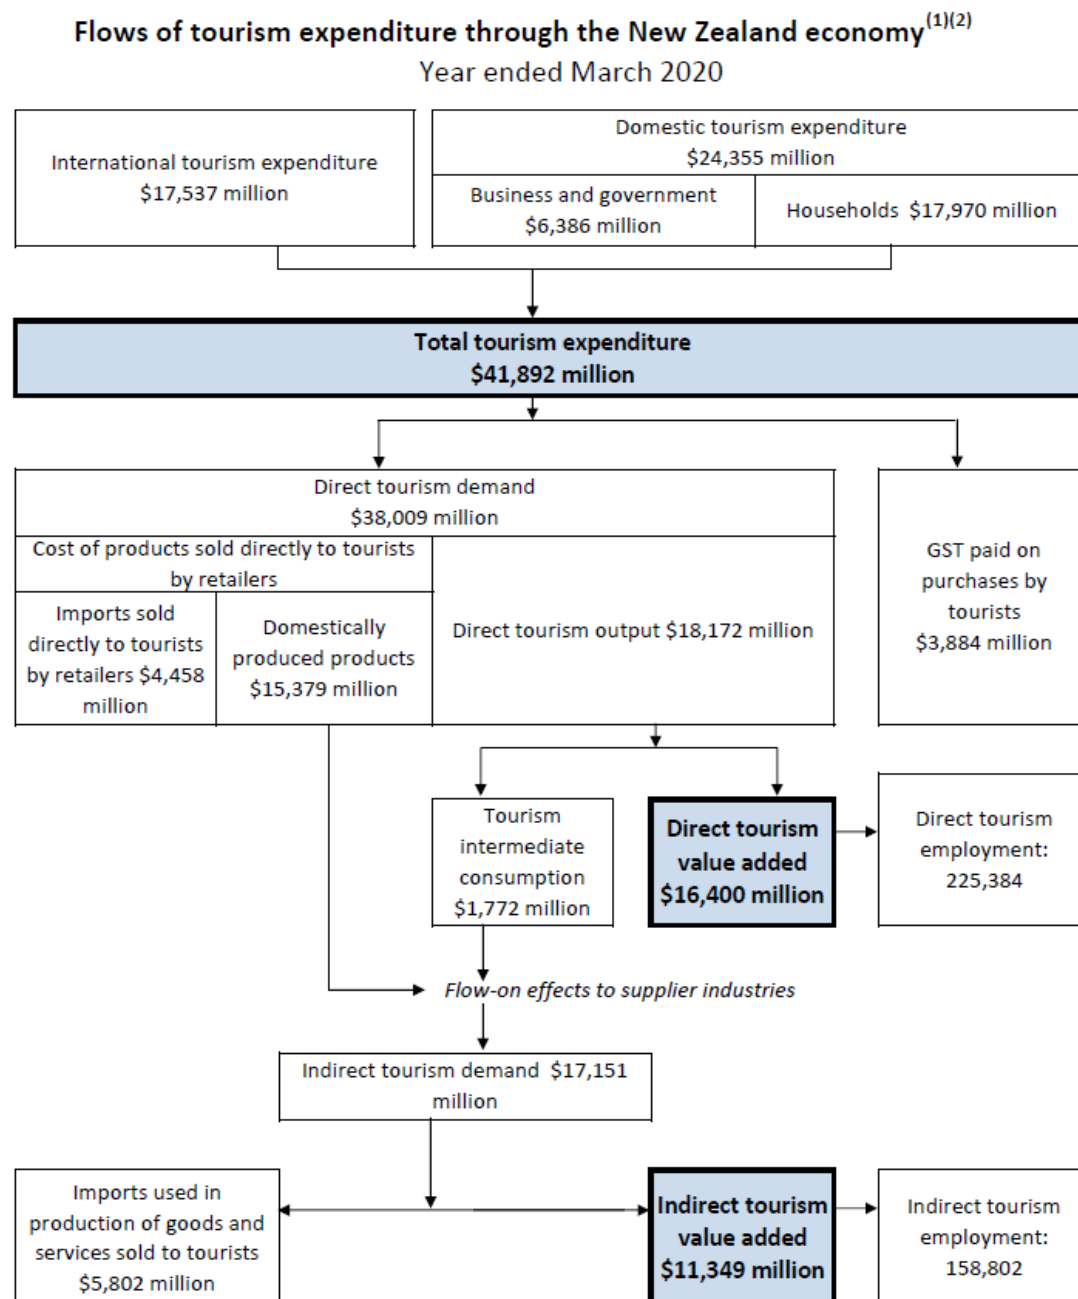 Flows of tourism expenditure through the New Zealand economy(1)(2)
Year ended March 2020
International tourism expenditure
$17,537 million
Domestic tourism expenditure
$24,355 million
Business and government
$6,386 million
Households $17,970 million
Total tourism expenditure
$41,892 million
Direct tourism demand
$38,009 million
Cost of products sold directly to tourists
by retailers
Imports sold
directly to tourists
by retailers $4,458
million
Domestically
produced products
$15,379 million
Direct tourism output $18,172 million
GST paid on
purchases by
tourists
$3,884 million
Tourism
intermediate
consumption
$1,772 million
Direct tourism
value added
$16,400 million
Direct tourism
employment:
225,384
Flow-on effects to supplier industries
Indirect tourism demand $17,151
million
Imports used in
production of goods and
services sold to tourists
$5,802 million
Indirect tourism
value added
$11,349 million
Indirect tourism
employment:
158,802